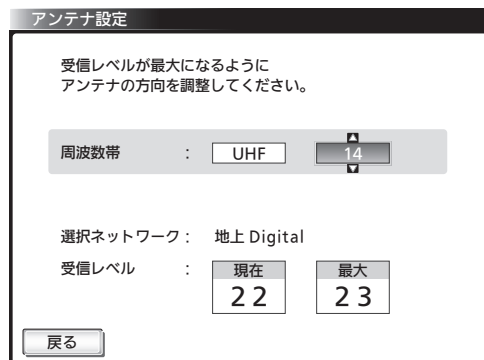 アンテナ設定
受信レベルが最大になるように
アンテナの方向を調整してください。
周波数帯 : UHF 14
選択ネットワーク : 地上 Digital
受信レベル : 現在 最大
22 23
戻る